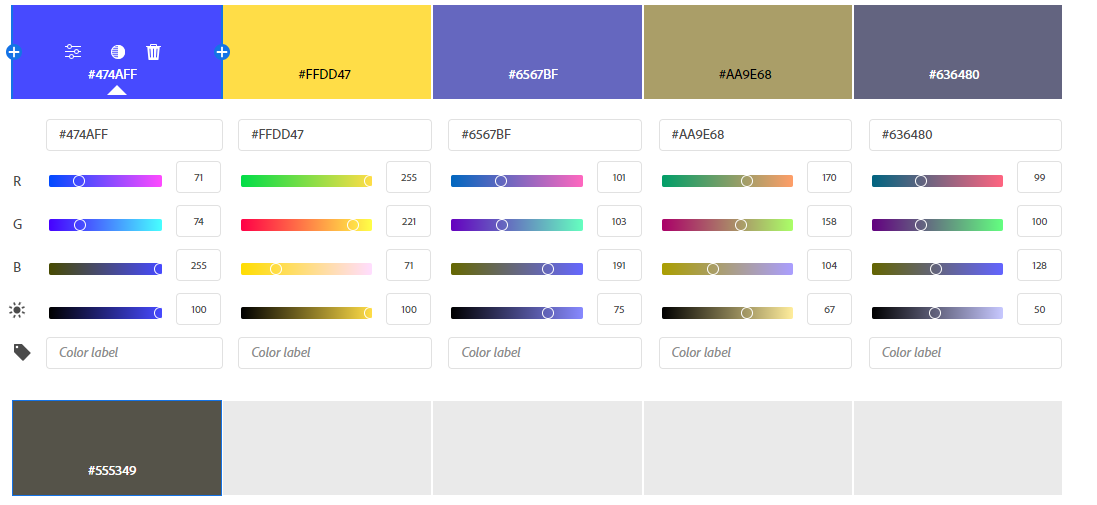 #474AFF #FFDD47 #6567BF #AA9E68 #636480
#474AFF #FFDD47 #6567BF #AA9E68 #636480
R 71 255 101 170 99
G 74 221 103 158 100
B 255 71 191 104 128
100 100 75 67 50
Color label Color label Color label Color label Color label
#555349